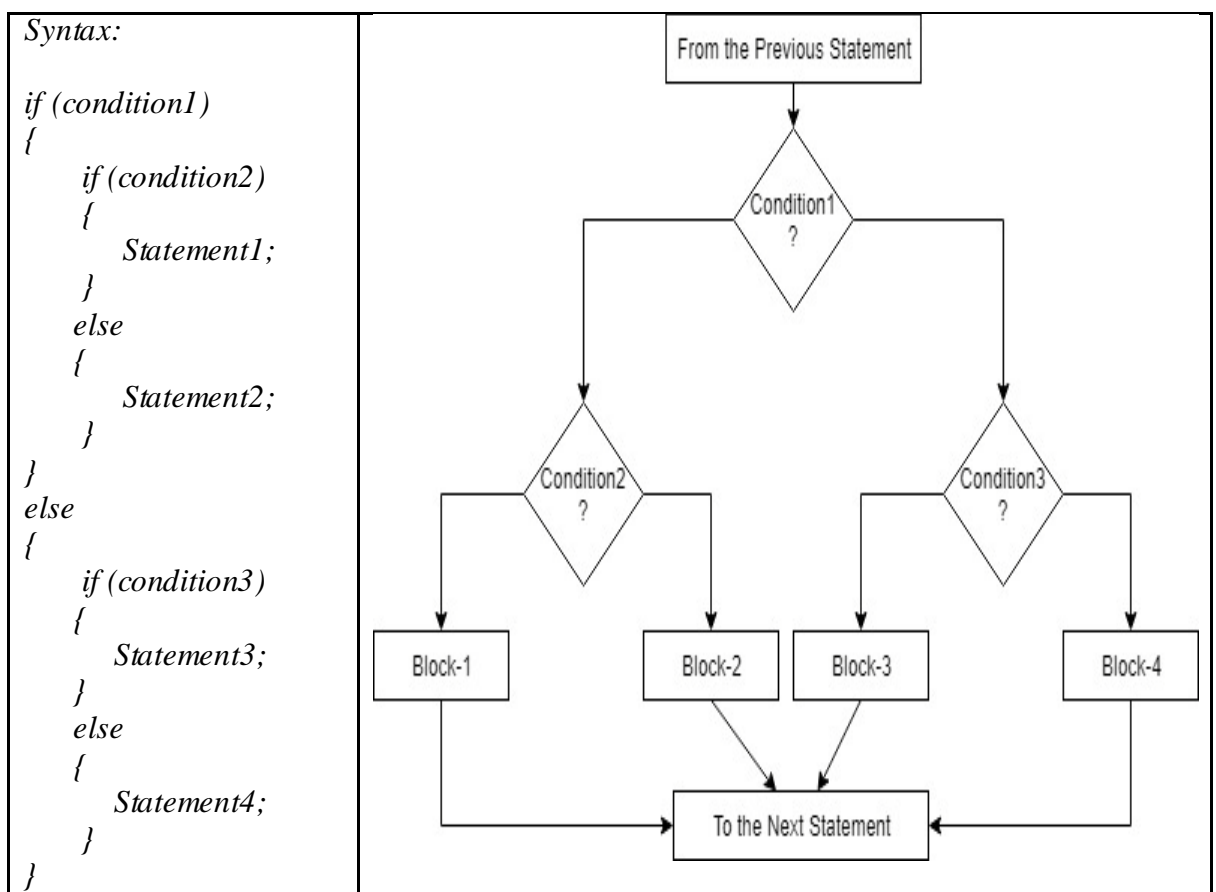 Syntax:
if (condition1)
{
if (condition2)
{
Statement1;
}
else
{
Statement2;
}
}
else
{
if (condition3)
{
Statement3;
}
else
{
Statement4;
}
}
From the Previous Statement
Condition1
?
Condition2
?
Condition3
?
Block-1
Block-2
Block-3
Block-4
To the Next Statement